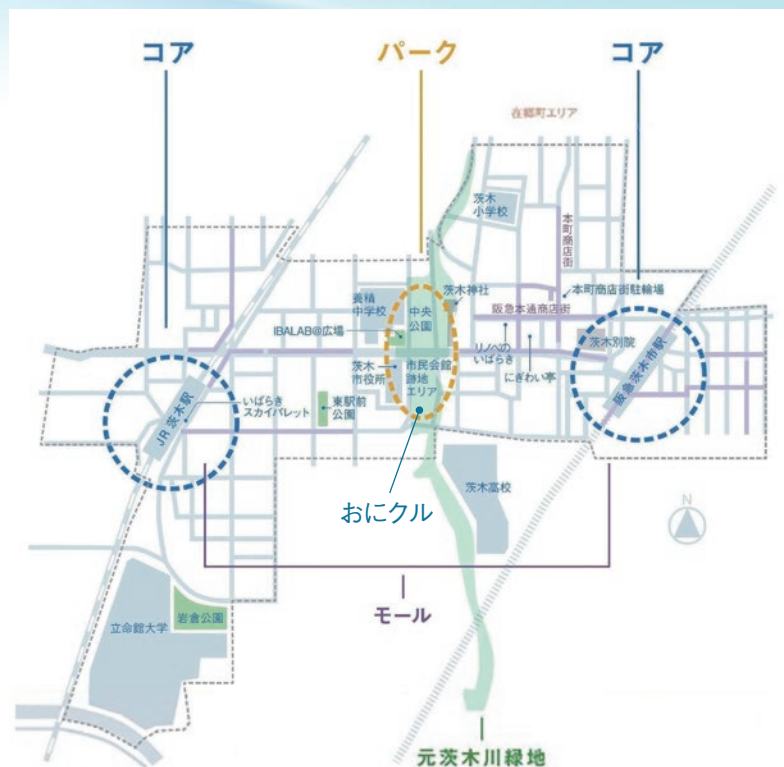 コア
パーク
コア
在郷町エリア
茨木
小学校
本町商店街
養精
中学校
中央
公園
茨木神社
阪急本通商店街
本町商店街駐輪場
IBALAB@広場
茨木
市役所
市民会館
跡地
エリア
リノベの
いばらき
にぎわい亭
茨木別院
阪急茨木市駅
JR茨木駅
いばらき
スカイパレット
東駅前
公園
おにクル
茨木高校
N
モール
立命館大学
岩倉公園
元茨木川緑地